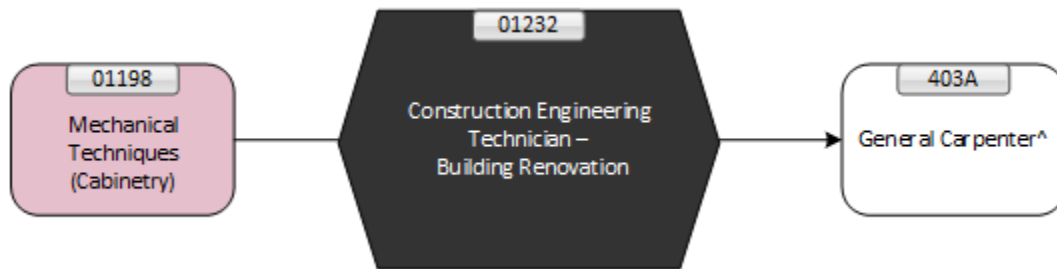 01198
Mechanical
Techniques
(Cabinetry)
01232
Construction Engineering
Technician –
Building Renovation
403A
General Carpenter^